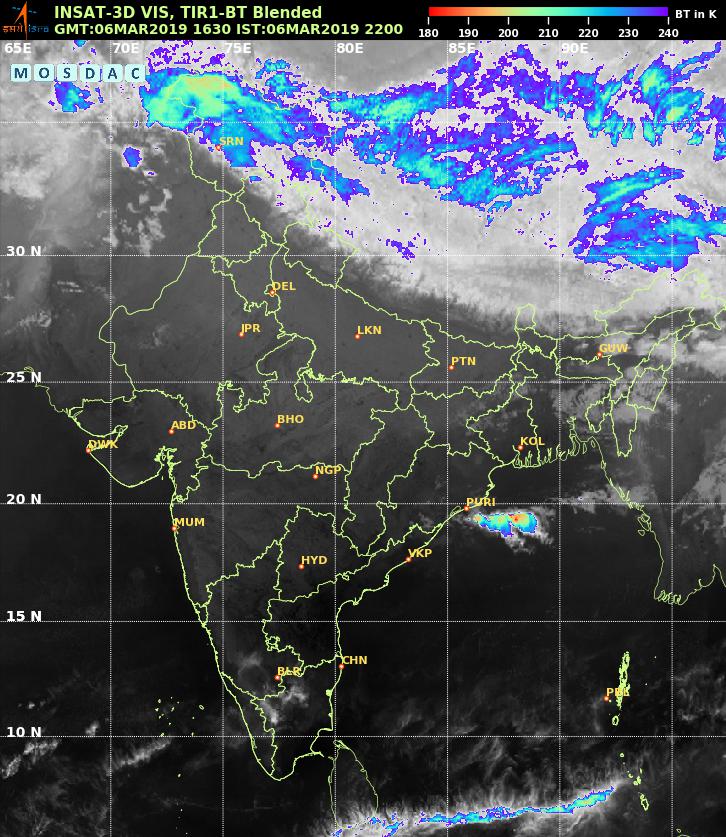 INSAT-3D VIS, TIR1-BT Blended
GMT:06MAR2019 1630 IST:06MAR2019 2200
BT in K
180 190 200 210 220 230 240
65E 70E 75E 80E 85E 90E
M O S D A C
SRN
30 N
DEL
JPR LKN
GUW
PTN
25 N
ABD BHO
DWK KOL
NGP
20 N PURI
MUM
HYD VKP
15 N
BLR CHN
PBL
10 N